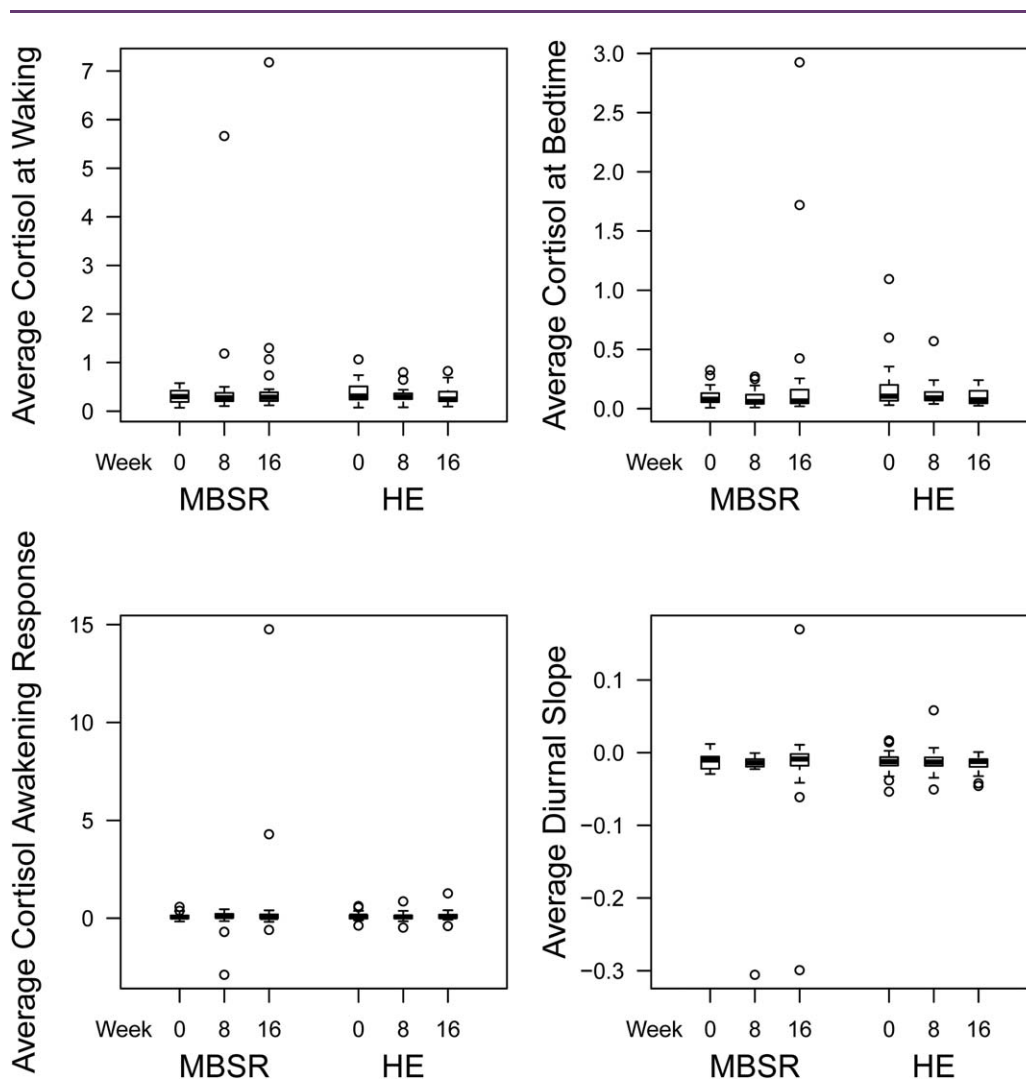 Average Cortisol at Waking
7
6
5
4
3
2
1
0
Week 0 8 16 0 8 16
MBSR HE
Average Cortisol at Bedtime
3.0
2.5
2.0
1.5
1.0
0.5
0.0
Week 0 8 16 0 8 16
MBSR HE
Average Cortisol Awakening Response
15
10
5
0
Week 0 8 16 0 8 16
MBSR HE
Average Diurnal Slope
0.1
0.0
−0.1
−0.2
−0.3
Week 0 8 16 0 8 16
MBSR HE